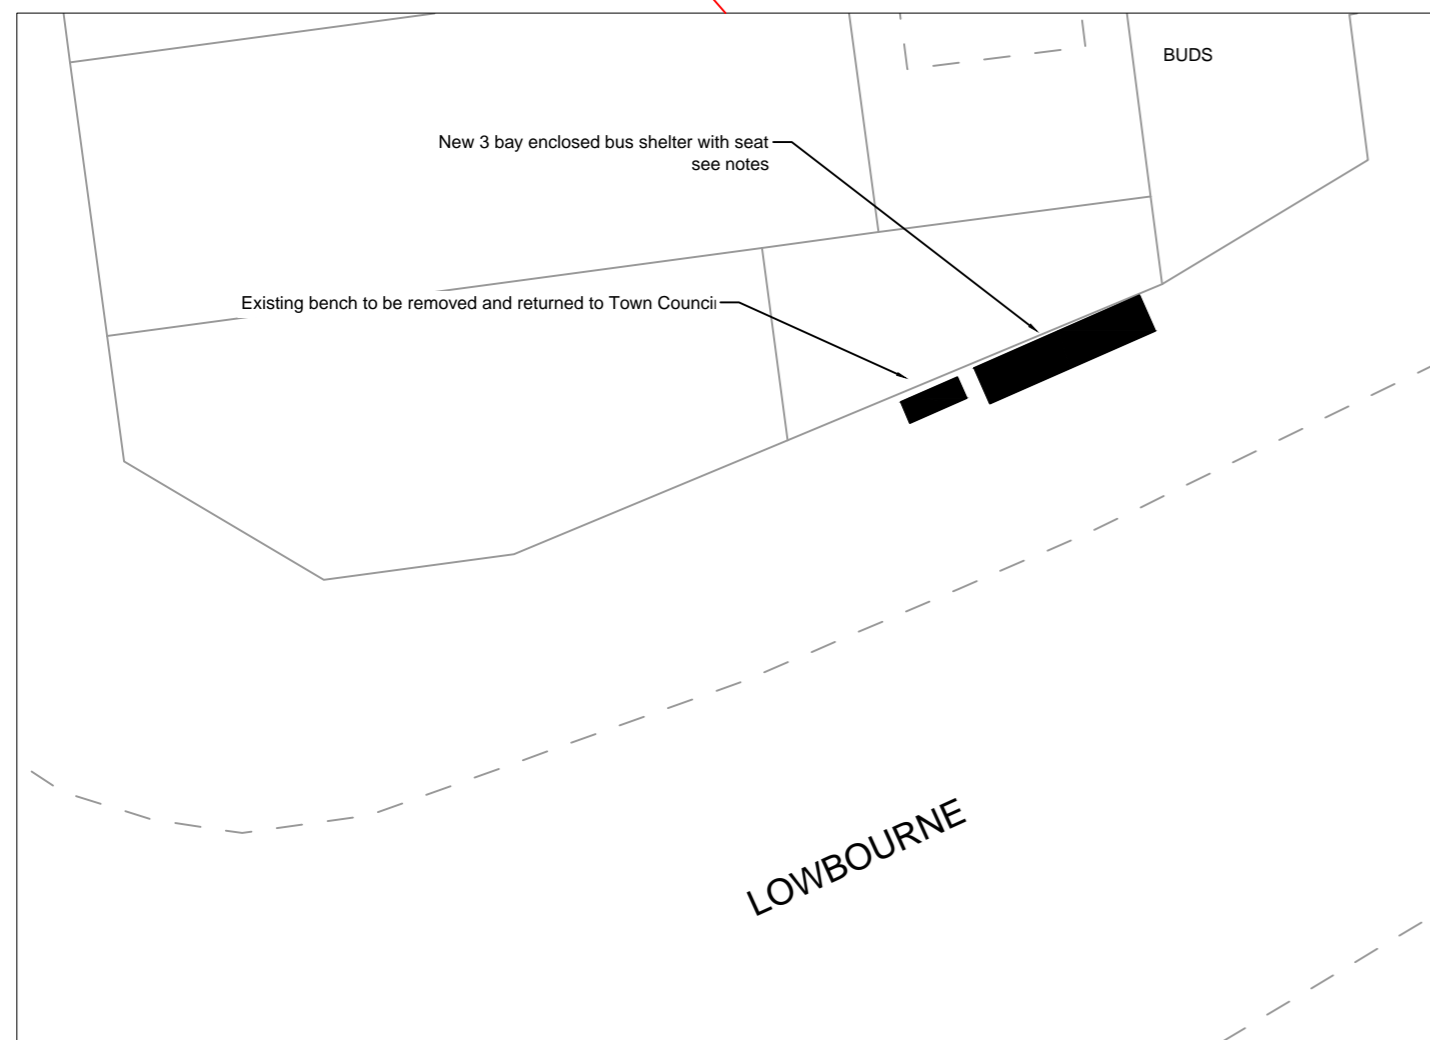 BUDS
New 3 bay enclosed bus shelter with seat
see notes
Existing bench to be removed and returned to Town Council
LOWBOURNE